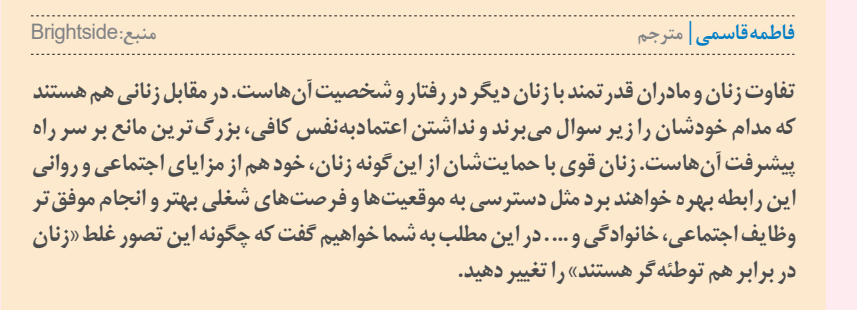 فاطمه قاسمی | مترجم منبع: Brightside
تفاوت زنان و مادران قدرتمند با زنان دیگر در رفتار و شخصیت آن‌هاست. در مقابل زنانی هم هستند
که مدام خودشان را زیر سوال می‌برند و نداشتن اعتمادبه‌نفس کافی، بزرگ‌ترین مانع بر سر راه
پیشرفت آن‌هاست. زنان قوی با حمایت‌شان از این‌گونه زنان، خود هم از مزایای اجتماعی و روانی
این رابطه بهره خواهند برد مثل دسترسی به موقعیت‌ها و فرصت‌های شغلی بهتر و انجام موفق‌تر
وظایف اجتماعی، خانوادگی و .... در این مطلب به شما خواهیم گفت که چگونه این تصور غلط «زنان
در برابر هم توطئه‌گر هستند» را تغییر دهید.